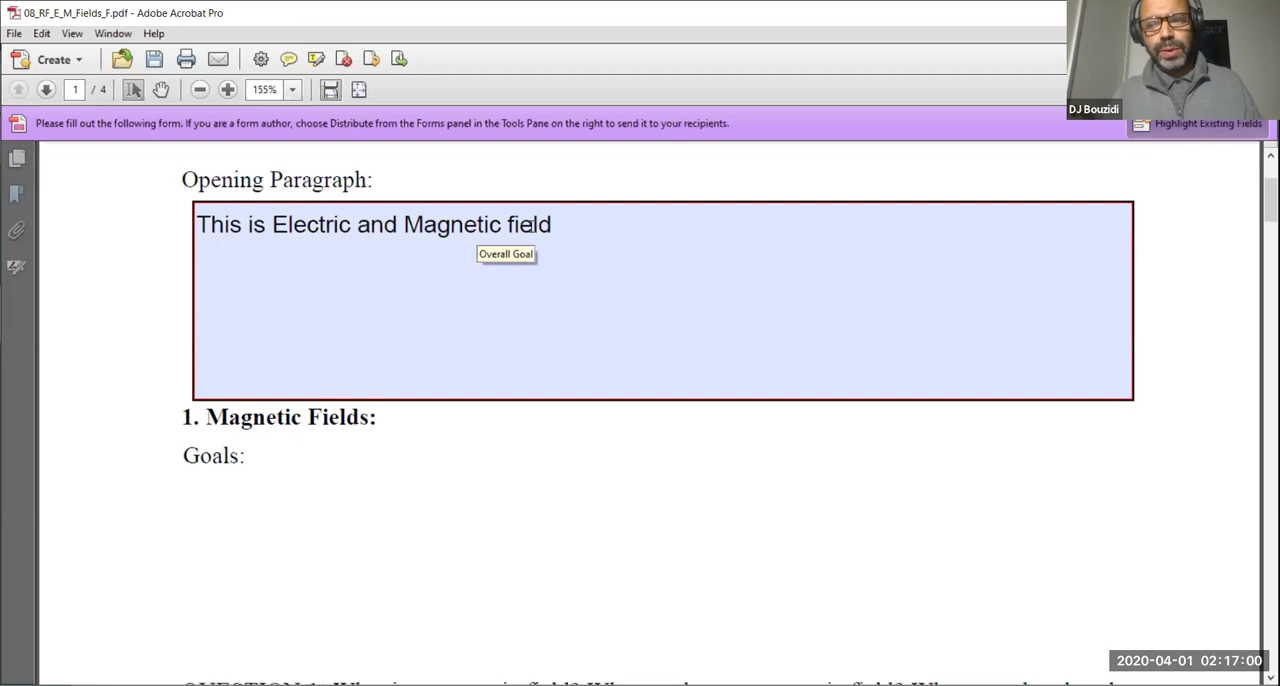 08_RF_E_M_Fields_F.pdf - Adobe Acrobat Pro
File Edit View Window Help
Create
1 / 4 155%
DJ Bouzidi
Please fill out the following form. If you are a form author, choose Distribute from the Forms panel in the Tools Pane on the right to send it to your recipients.
Highlight Existing Fields
Opening Paragraph:
This is Electric and Magnetic field
Overall Goal
1. Magnetic Fields:
Goals:
2020-04-01 02:17:00